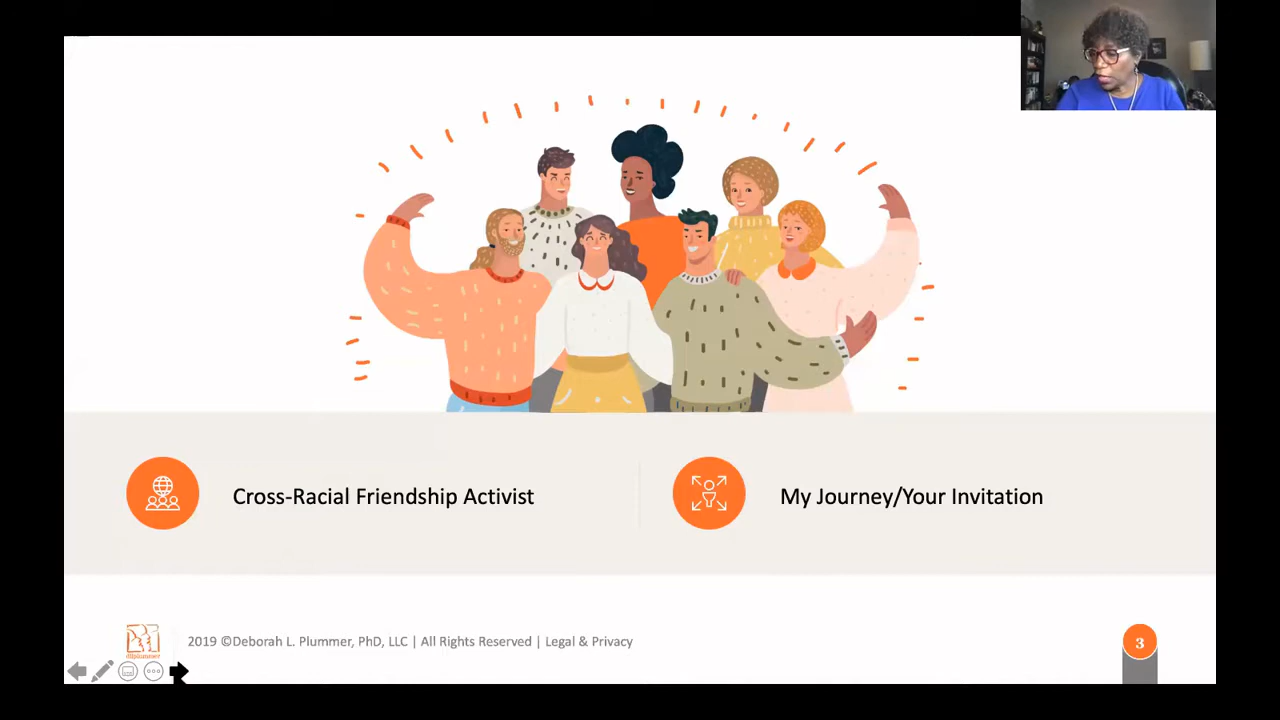 Cross-Racial Friendship Activist
My Journey/Your Invitation
dlplummer
2019 ©Deborah L. Plummer, PhD, LLC | All Rights Reserved | Legal & Privacy
3